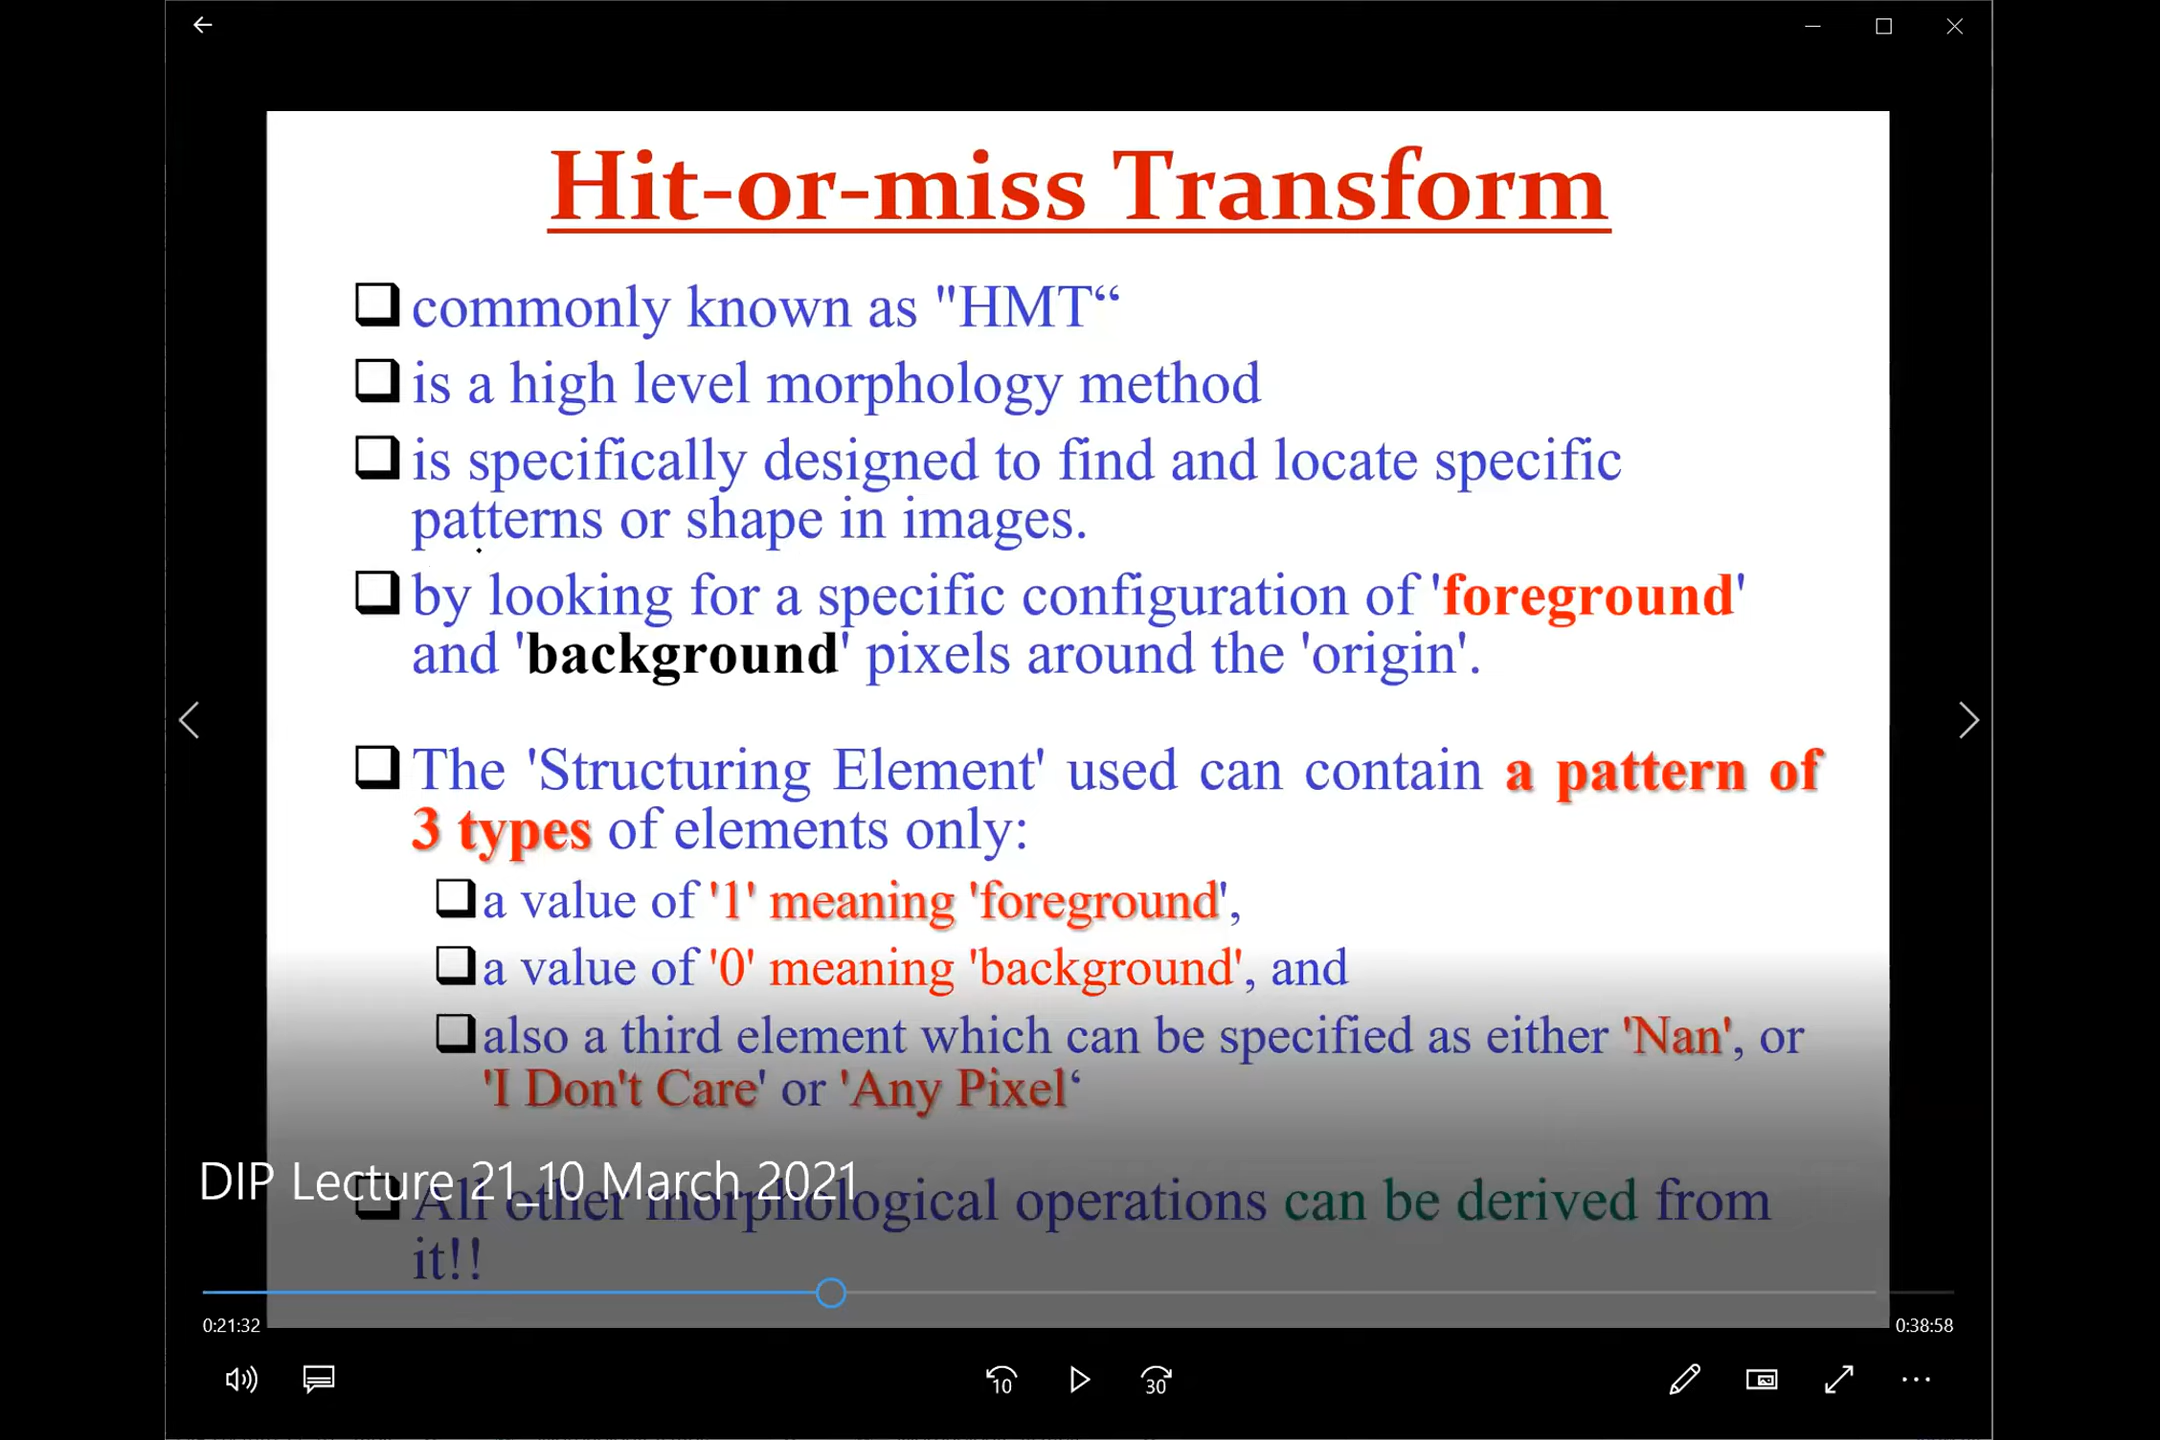 Hit-or-miss Transform
commonly known as "HMT“
is a high level morphology method
is specifically designed to find and locate specific
patterns or shape in images.
by looking for a specific configuration of 'foreground'
and 'background' pixels around the 'origin'.
The 'Structuring Element' used can contain a pattern of
3 types of elements only:
a value of '1' meaning 'foreground',
a value of '0' meaning 'background', and
also a third element which can be specified as either 'Nan', or
'I Don't Care' or 'Any Pixel‘
DIP Lecture 21_10 March 2021
All other morphological operations can be derived from
it!!
0:21:32
0:38:58
10
30